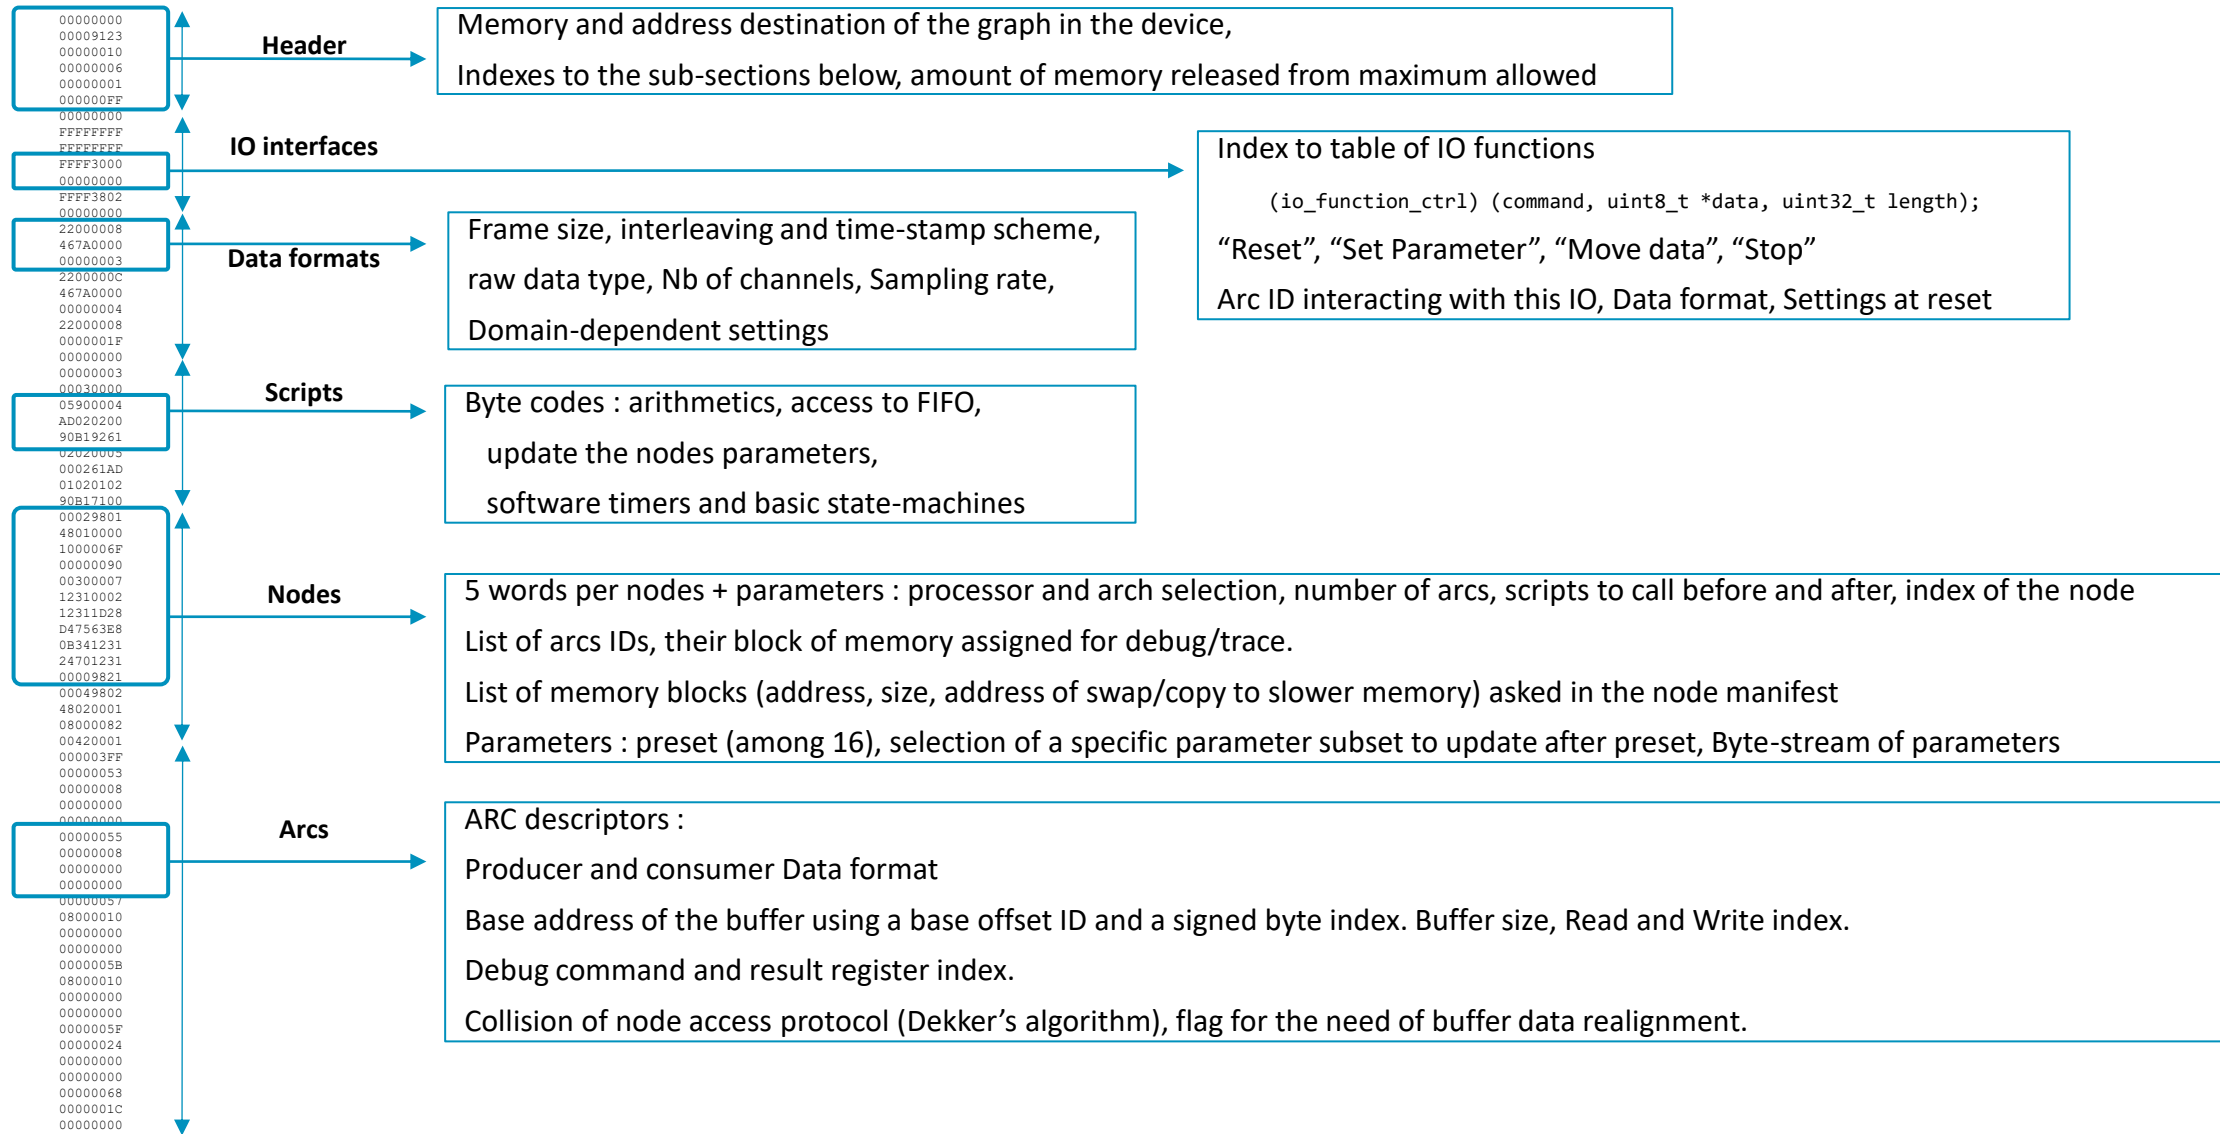 00000000
00009123
00000010
00000006
00000001
000000FF
00000000
FFFFFFFF
FFFFFFFF
FFFF3000
00000000
FFFF3802
00000000
22000008
467A0000
00000003
2200000C
467A0000
00000004
22000008
0000001F
00000000
00000003
00030000
05900004
AD020200
90B19261
02020005
000261AD
01020102
90B17100
00029801
48010000
1000006F
00000090
00300007
12310002
12311D28
D47563E8
0B341231
24701231
00009821
00049802
48020001
08000082
00420001
000003FF
00000053
00000008
00000000
00000000
00000055
00000008
00000000
00000000
00000057
08000010
00000000
00000000
0000005B
08000010
00000000
00000000
0000005F
00000024
00000000
00000000
00000068
0000001C
00000000
Header
Memory and address destination of the graph in the device,
Indexes to the sub-sections below, amount of memory released from maximum allowed
IO interfaces
Index to table of IO functions
(io_function_ctrl) (command, uint8_t *data, uint32_t length);
“Reset”, “Set Parameter”, “Move data”, “Stop”
Arc ID interacting with this IO, Data format, Settings at reset
Data formats
Frame size, interleaving and time-stamp scheme,
raw data type, Nb of channels, Sampling rate,
Domain-dependent settings
Scripts
Byte codes : arithmetics, access to FIFO,
update the nodes parameters,
software timers and basic state-machines
Nodes
5 words per nodes + parameters : processor and arch selection, number of arcs, scripts to call before and after, index of the node
List of arcs IDs, their block of memory assigned for debug/trace.
List of memory blocks (address, size, address of swap/copy to slower memory) asked in the node manifest
Parameters : preset (among 16), selection of a specific parameter subset to update after preset, Byte-stream of parameters
Arcs
ARC descriptors :
Producer and consumer Data format
Base address of the buffer using a base offset ID and a signed byte index. Buffer size, Read and Write index.
Debug command and result register index.
Collision of node access protocol (Dekker’s algorithm), flag for the need of buffer data realignment.